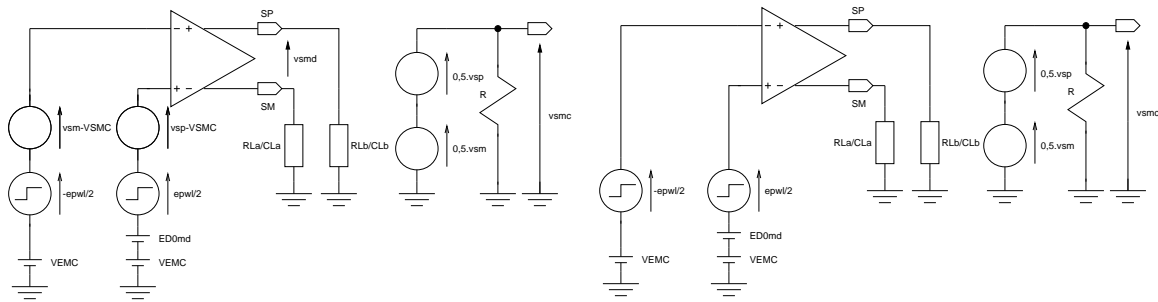 SP
vsmd
SM
vsm-VSMC
vsp-VSMC
RLa/CLa
RLb/CLb
-epwl/2
epwl/2
ED0md
VEMC
VEMC
0,5.vsp
R
vsmc
0,5.vsm
SP
SM
RLa/CLa
RLb/CLb
-epwl/2
epwl/2
ED0md
VEMC
VEMC
0,5.vsp
R
vsmc
0,5.vsm